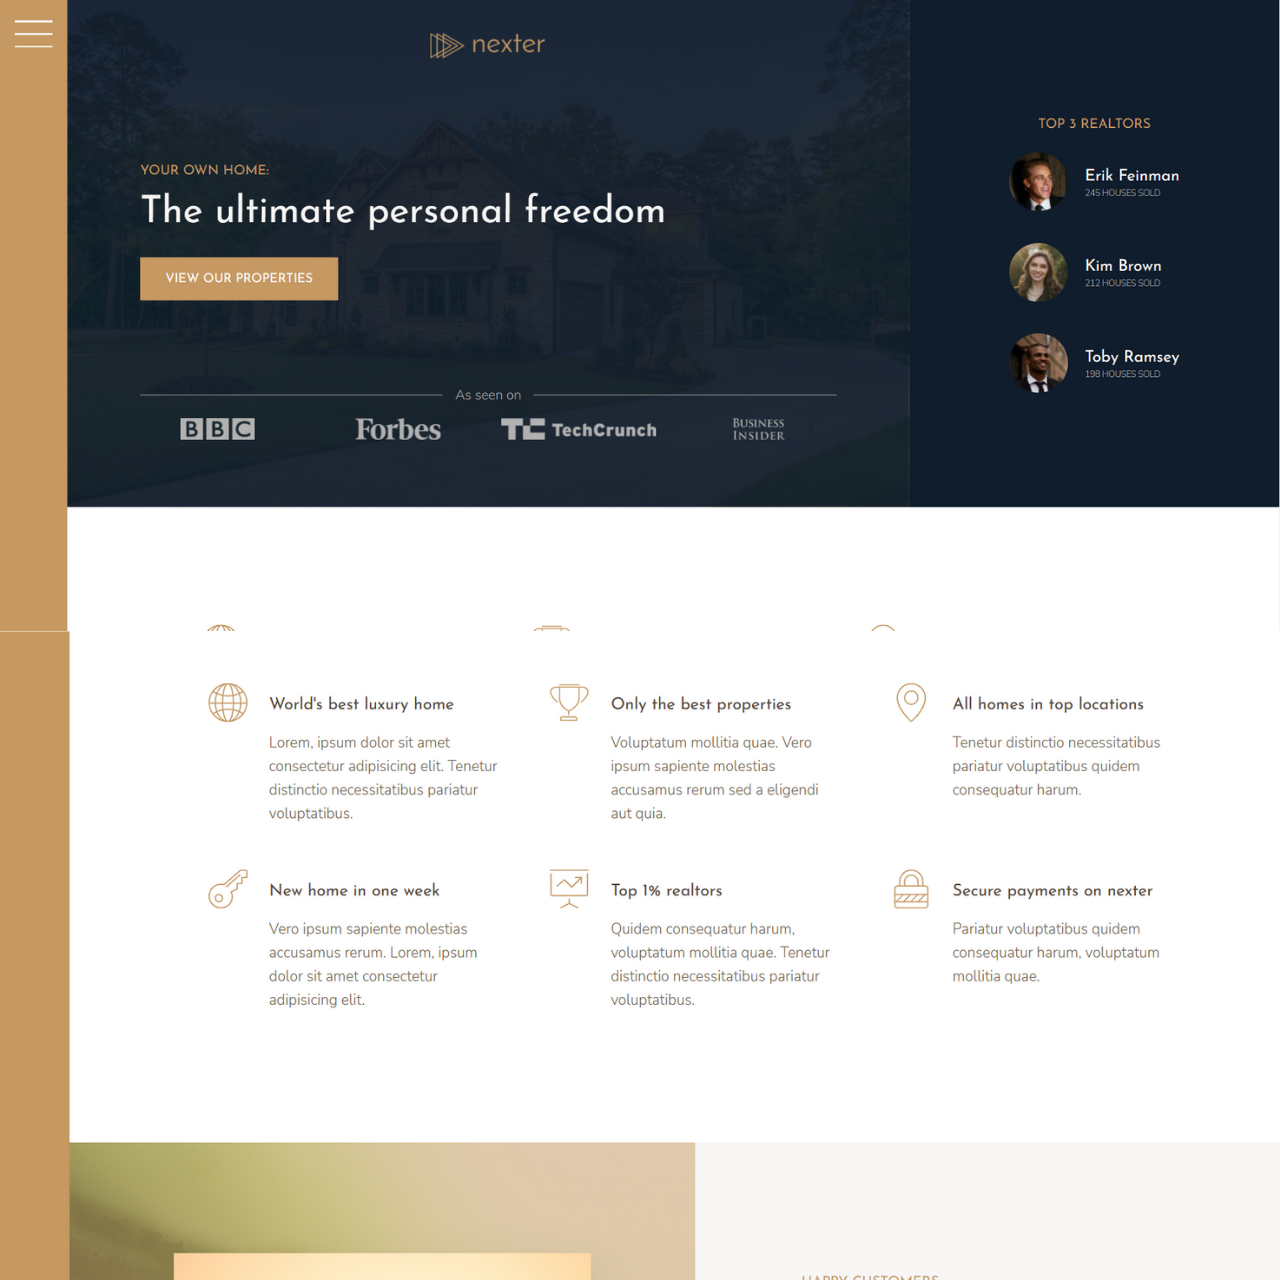 nexter
YOUR OWN HOME:
The ultimate personal freedom
VIEW OUR PROPERTIES
As seen on
BBC
Forbes
TC TechCrunch
BUSINESS
INSIDER
TOP 3 REALTORS
Erik Feinman
245 HOUSES SOLD
Kim Brown
212 HOUSES SOLD
Toby Ramsey
198 HOUSES SOLD
World's best luxury home
Lorem, ipsum dolor sit amet
consectetur adipisicing elit. Tenetur
distinctio necessitatibus pariatur
voluptatibus.
Only the best properties
Voluptatum mollitia quae. Vero
ipsum sapiente molestias
accusamus rerum sed a eligendi
aut quia.
All homes in top locations
Tenetur distinctio necessitatibus
pariatur voluptatibus quidem
consequatur harum.
New home in one week
Vero ipsum sapiente molestias
accusamus rerum. Lorem, ipsum
dolor sit amet consectetur
adipisicing elit.
Top 1% realtors
Quidem consequatur harum,
voluptatum mollitia quae. Tenetur
distinctio necessitatibus pariatur
voluptatibus.
Secure payments on nexter
Pariatur voluptatibus quidem
consequatur harum, voluptatum
mollitia quae.
HAPPY CUSTOMERS